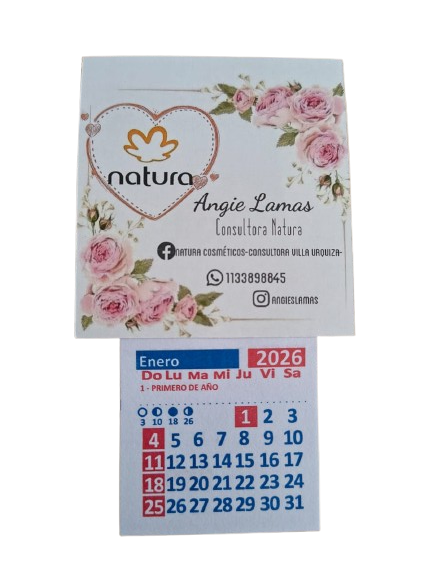 natura
Angie Lamas
Consultora Natura
NATURA COSMÉTICOS-CONSULTORA VILLA URQUIZA-
1133898845
ANGIESLAMAS
Enero 2026
Do Lu Ma Mi Ju Vi Sa
1 - PRIMERO DE AÑO
3 10 18 26
1 2 3
4 5 6 7 8 9 10
11 12 13 14 15 16 17
18 19 20 21 22 23 24
25 26 27 28 29 30 31